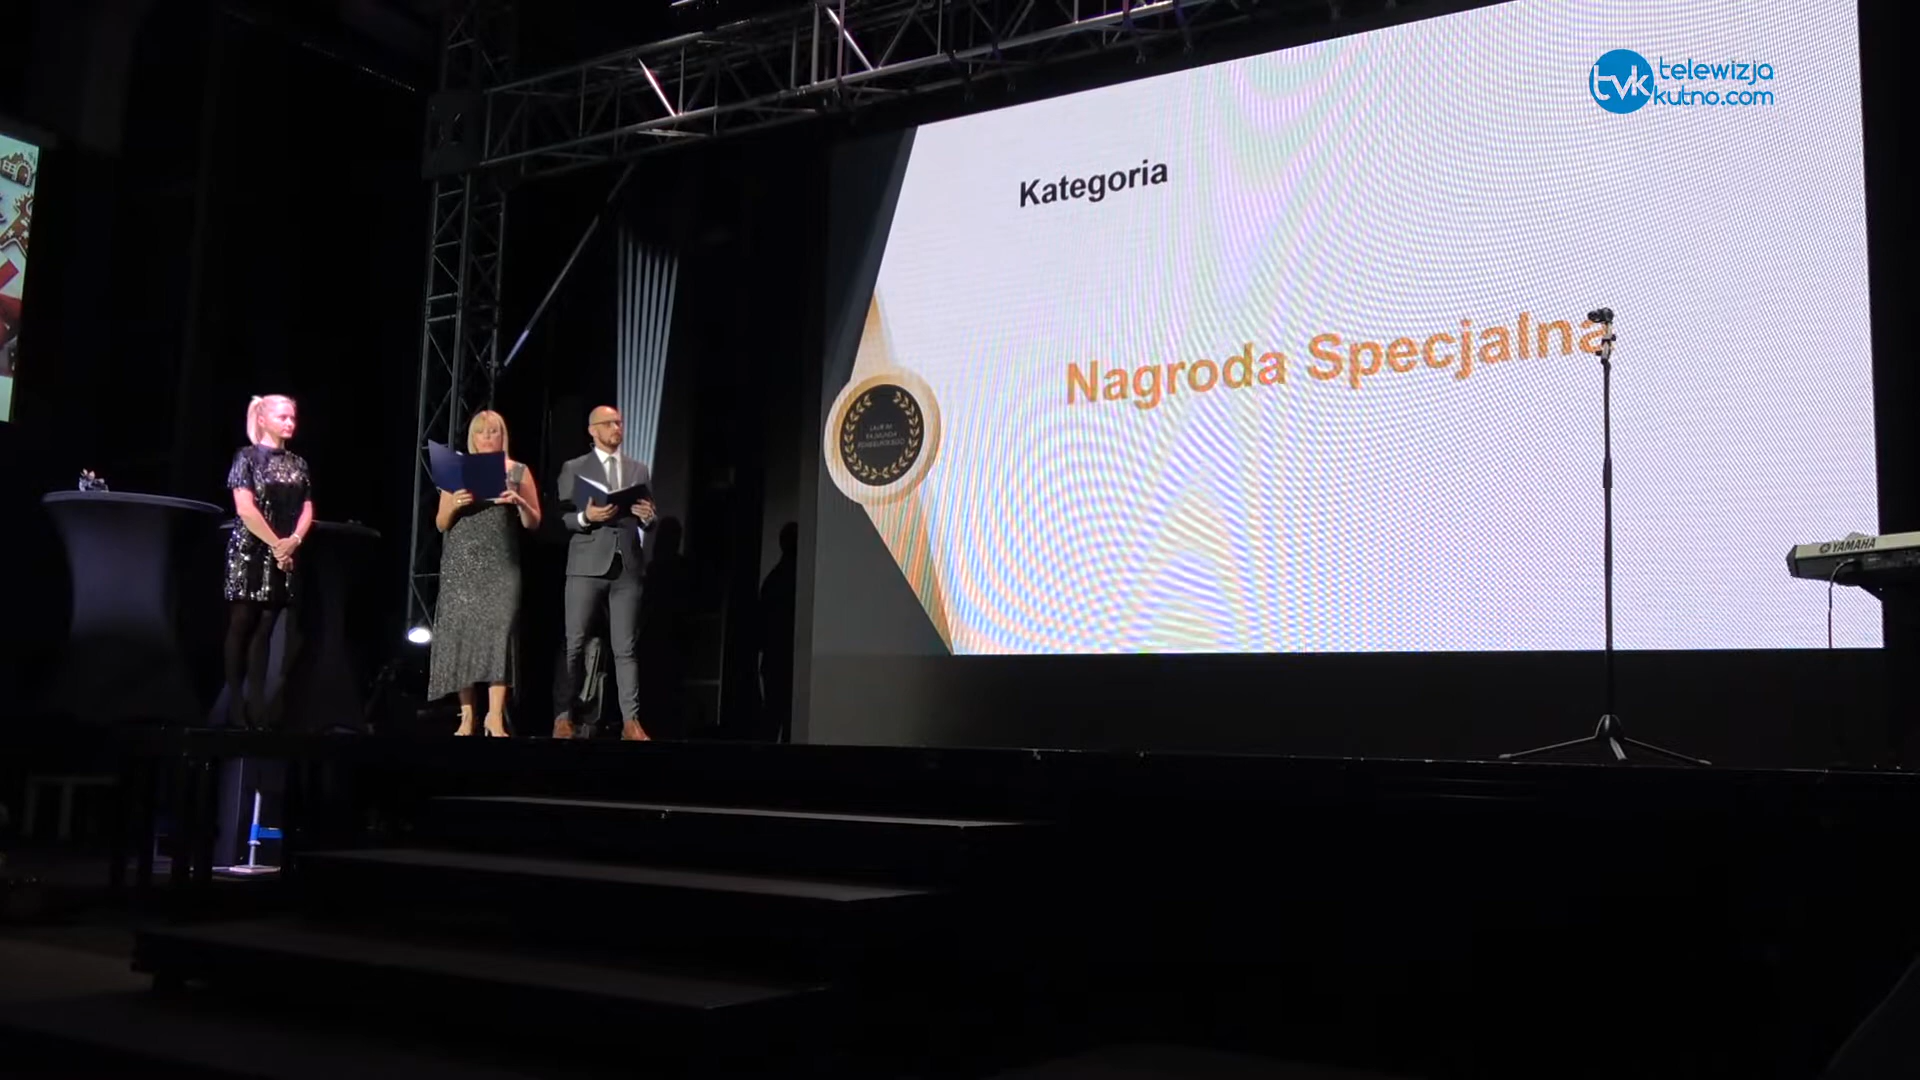 tvk telewizja
kutno.com
Kategoria
Nagroda Specjalna
YAMAHA